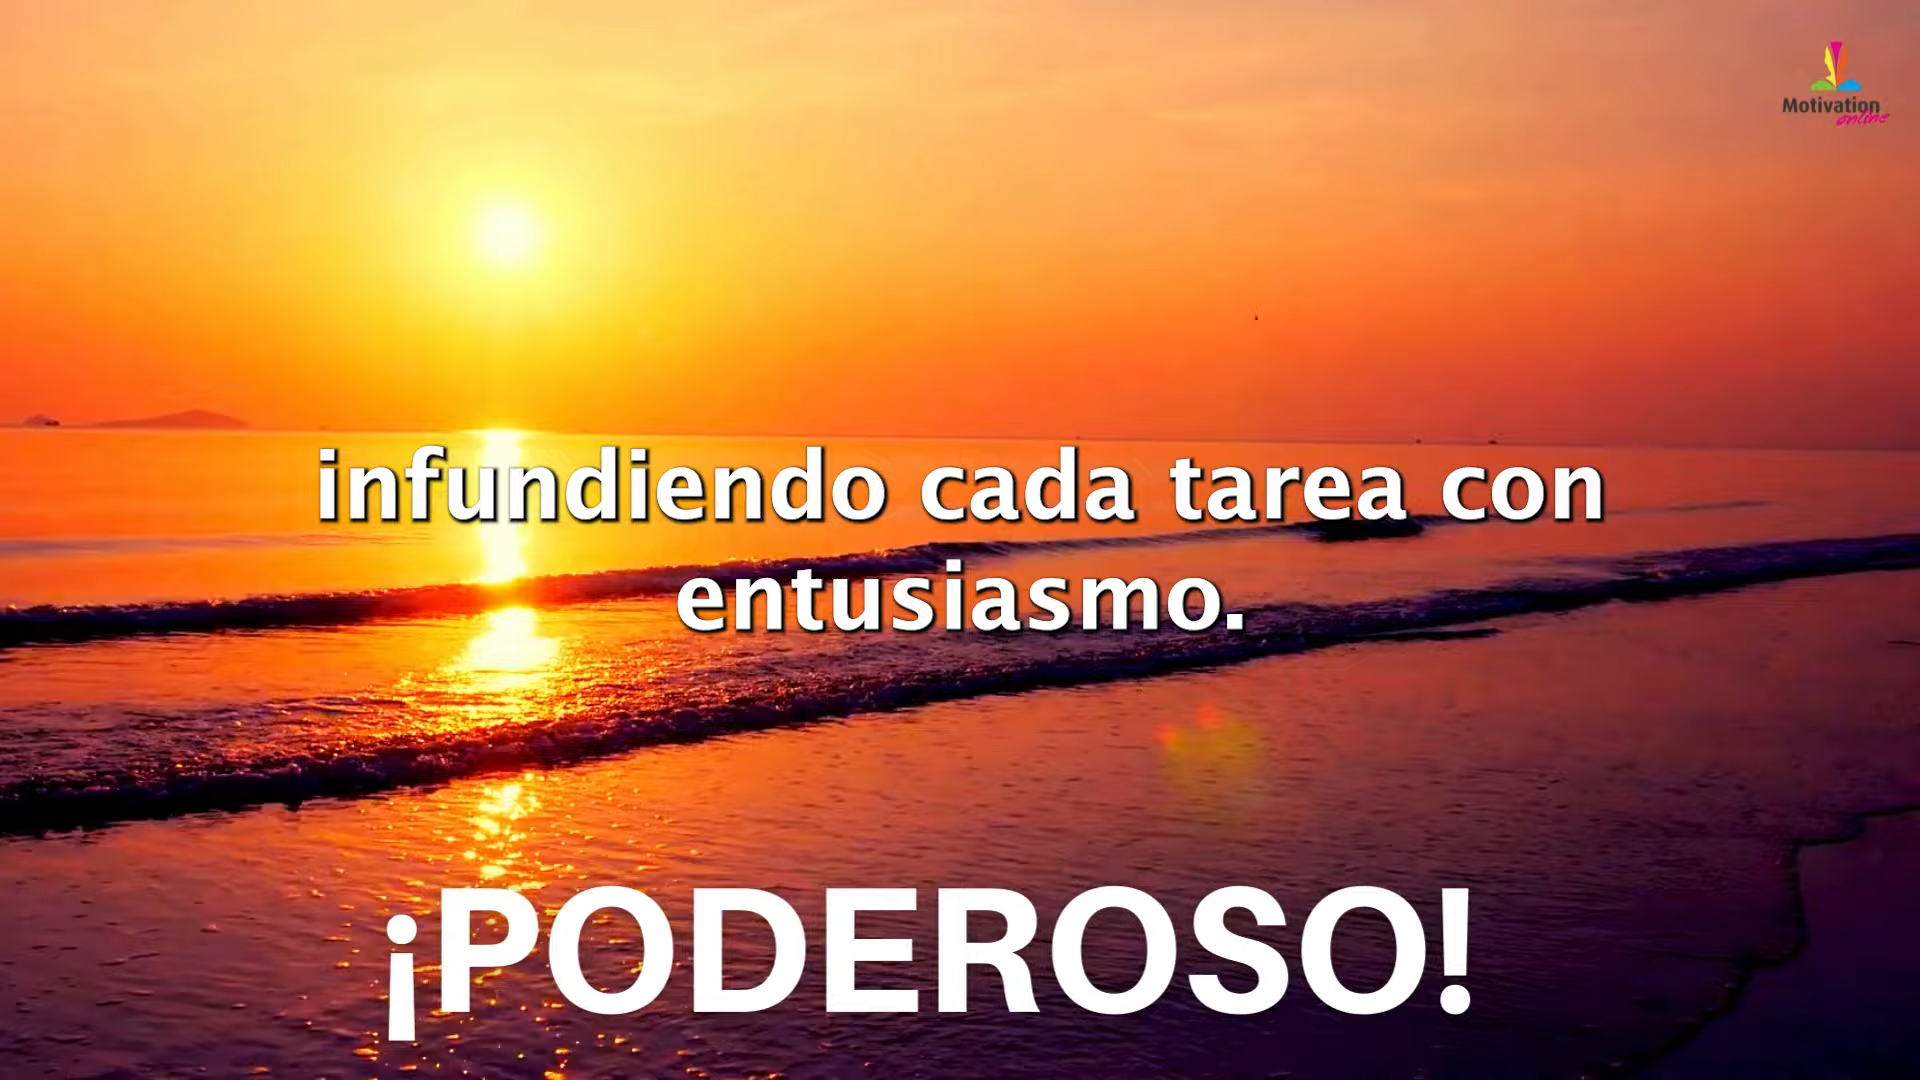 Motivation
online
infundiendo cada tarea con
entusiasmo.
¡PODEROSO!